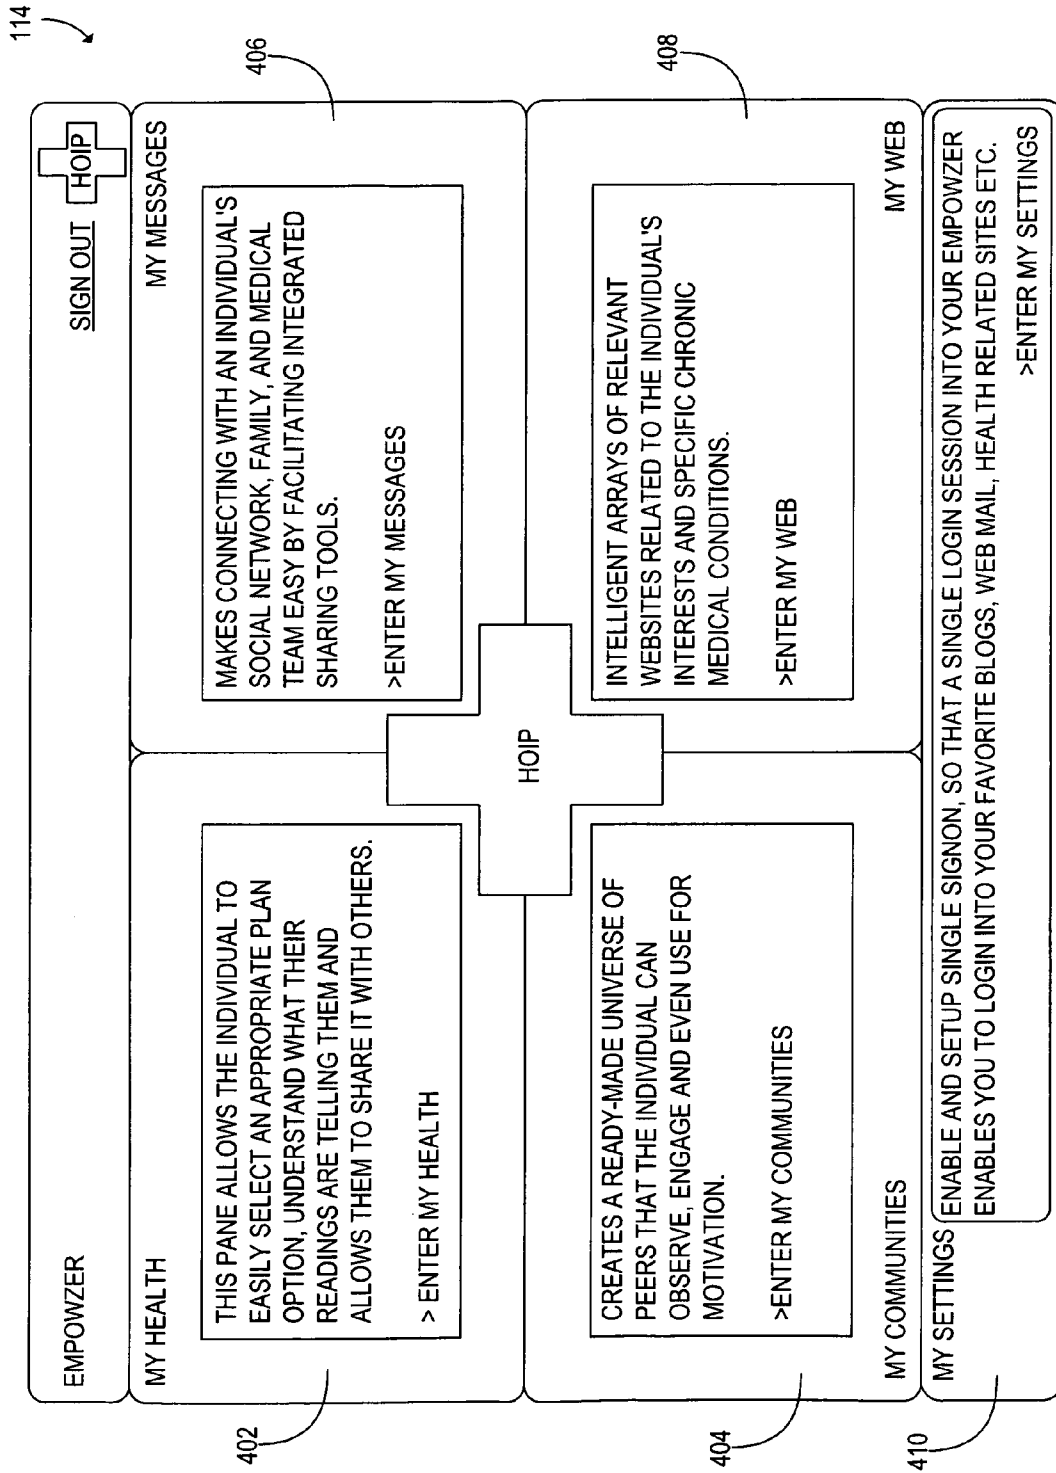 114
EMPOWZER
SIGN OUT
HOIP
MY HEALTH
THIS PANE ALLOWS THE INDIVIDUAL TO
EASILY SELECT AN APPROPRIATE PLAN
OPTION, UNDERSTAND WHAT THEIR
READINGS ARE TELLING THEM AND
ALLOWS THEM TO SHARE IT WITH OTHERS.
> ENTER MY HEALTH
402
MY MESSAGES
MAKES CONNECTING WITH AN INDIVIDUAL'S
SOCIAL NETWORK, FAMILY, AND MEDICAL
TEAM EASY BY FACILITATING INTEGRATED
SHARING TOOLS.
>ENTER MY MESSAGES
406
HOIP
CREATES A READY-MADE UNIVERSE OF
PEERS THAT THE INDIVIDUAL CAN
OBSERVE, ENGAGE AND EVEN USE FOR
MOTIVATION.
>ENTER MY COMMUNITIES
MY COMMUNITIES
404
INTELLIGENT ARRAYS OF RELEVANT
WEBSITES RELATED TO THE INDIVIDUAL'S
INTERESTS AND SPECIFIC CHRONIC
MEDICAL CONDITIONS.
>ENTER MY WEB
MY WEB
408
MY SETTINGS
ENABLE AND SETUP SINGLE SIGNON, SO THAT A SINGLE LOGIN SESSION INTO YOUR EMPOWZER
ENABLES YOU TO LOGIN INTO YOUR FAVORITE BLOGS, WEB MAIL, HEALTH RELATED SITES ETC.
>ENTER MY SETTINGS
410